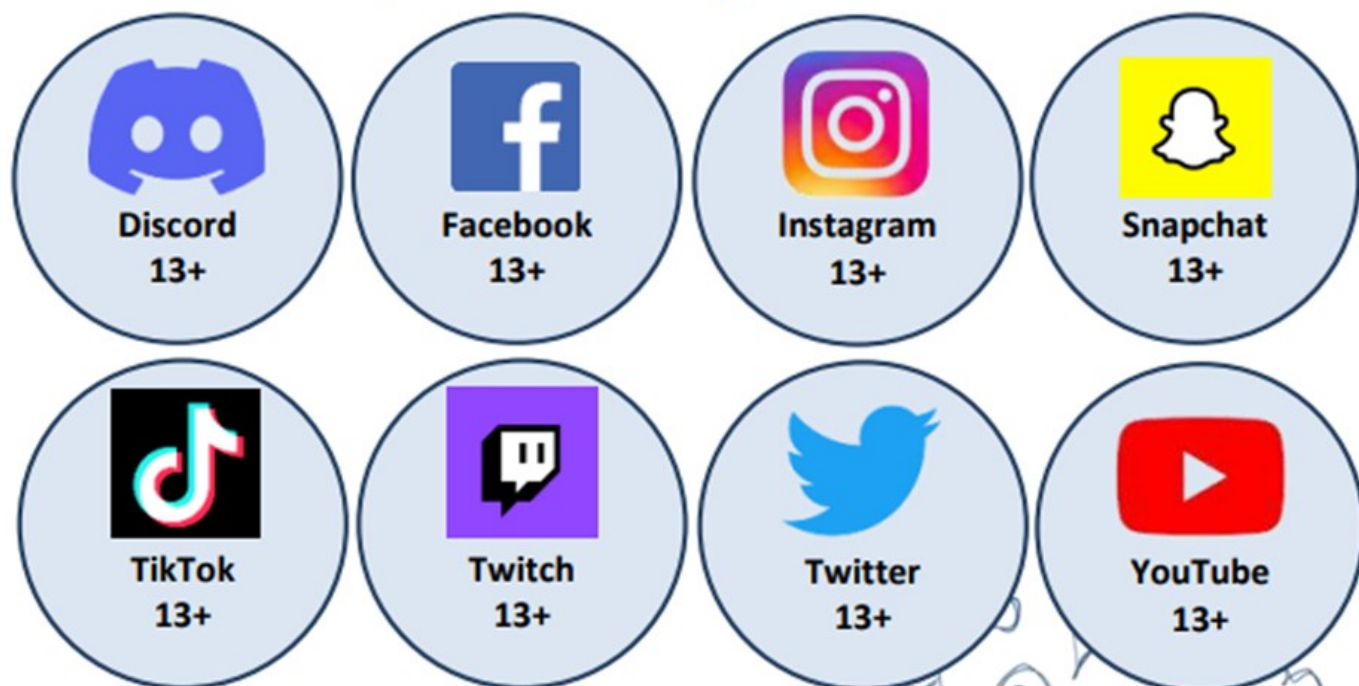 Discord
13+
Facebook
13+
Instagram
13+
Snapchat
13+
TikTok
13+
Twitch
13+
Twitter
13+
YouTube
13+